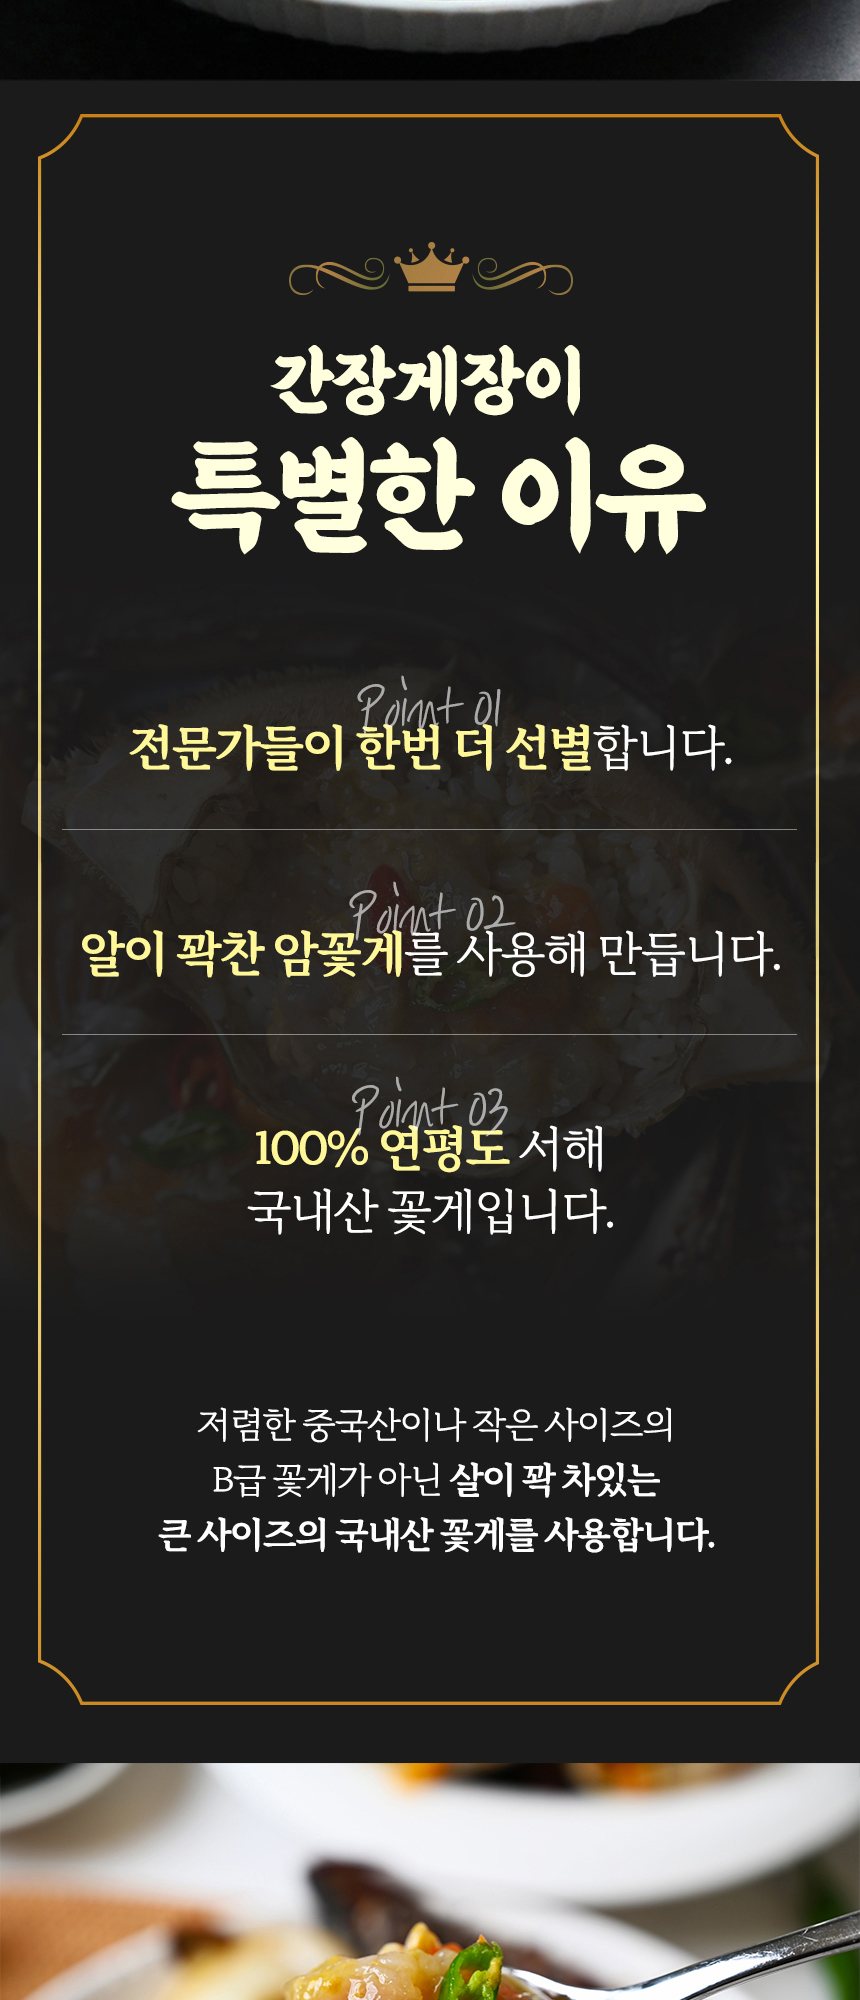 간장게장이
특별한 이유
Point 01
전문가들이 한번 더 선별합니다.
Point 02
알이 꽉찬 암꽃게를 사용해 만듭니다.
Point 03
100% 연평도 서해
국내산 꽃게입니다.
저렴한 중국산이나 작은 사이즈의
B급 꽃게가 아닌 살이 꽉 차있는
큰 사이즈의 국내산 꽃게를 사용합니다.